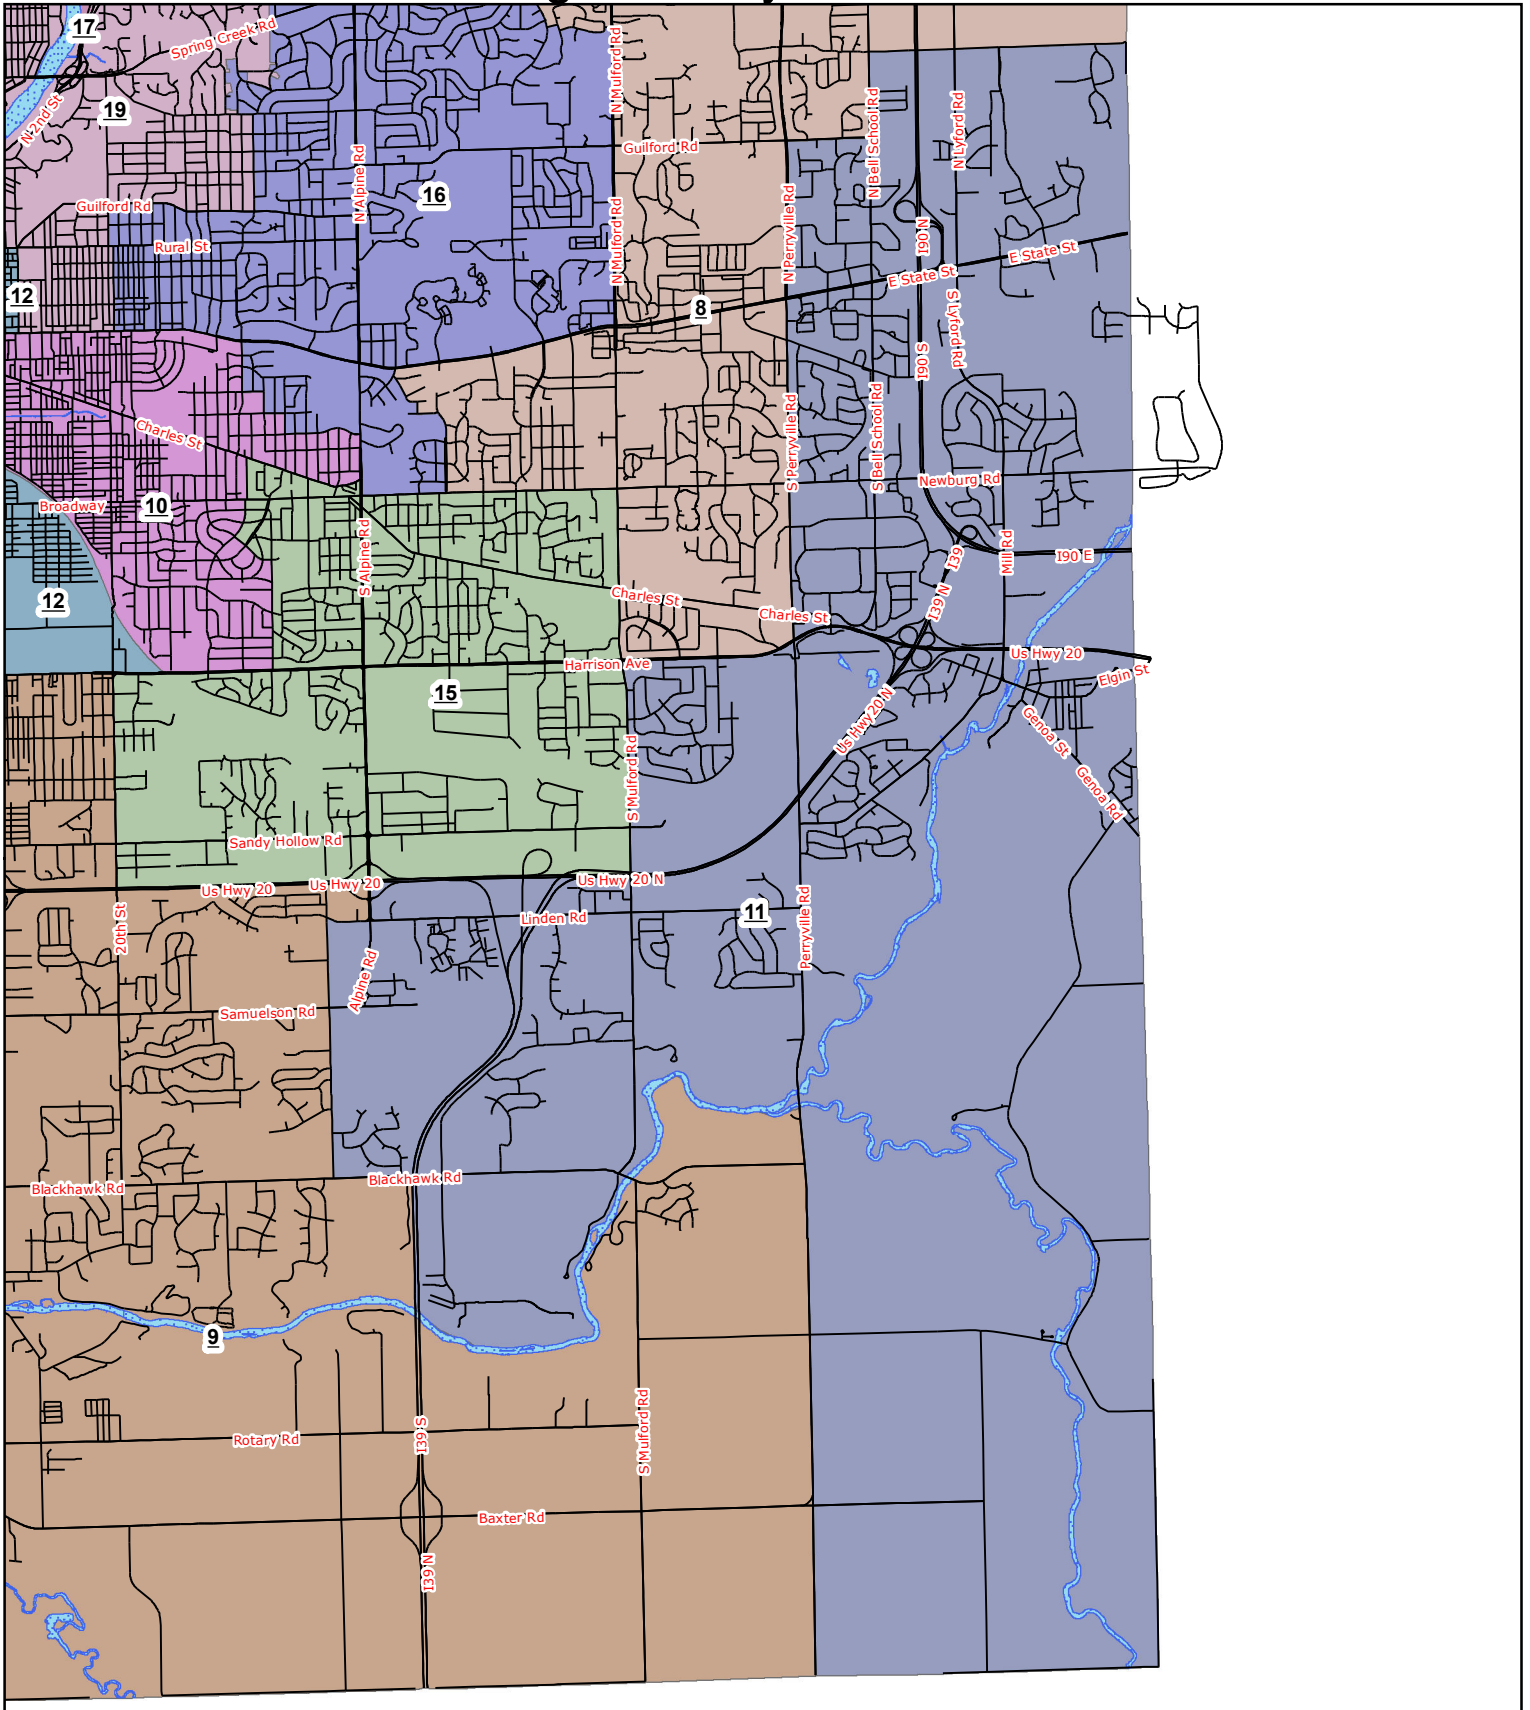 17
Spring Creek Rd
N Mulford Rd
19
N 2nd St
N Bell School Rd
N Lyford Rd
Guilford Rd
N Alpine Rd
16
Guilford Rd
N Mulford Rd
N Perryville Rd
I90 N
Rural St
E State St
E State St
12
8
S Lyford Rd
I90 S
Charles St
S Perryville Rd
S Bell School Rd
Newburg Rd
Broadway
10
S Alpine Rd
Mill Rd
I39
I90 E
12
Charles St
I39 N
Charles St
Harrison Ave
Us Hwy 20
Elgin St
15
Us Hwy 20 N
Genoa St
S Mulford Rd
Genoa Rd
Sandy Hollow Rd
Us Hwy 20
Us Hwy 20
Us Hwy 20 N
20th St
Linden Rd
11
Perryville Rd
Alpine Rd
Samuelson Rd
Blackhawk Rd
Blackhawk Rd
9
I39 S
S Mulford Rd
Rotary Rd
Baxter Rd
I39 N